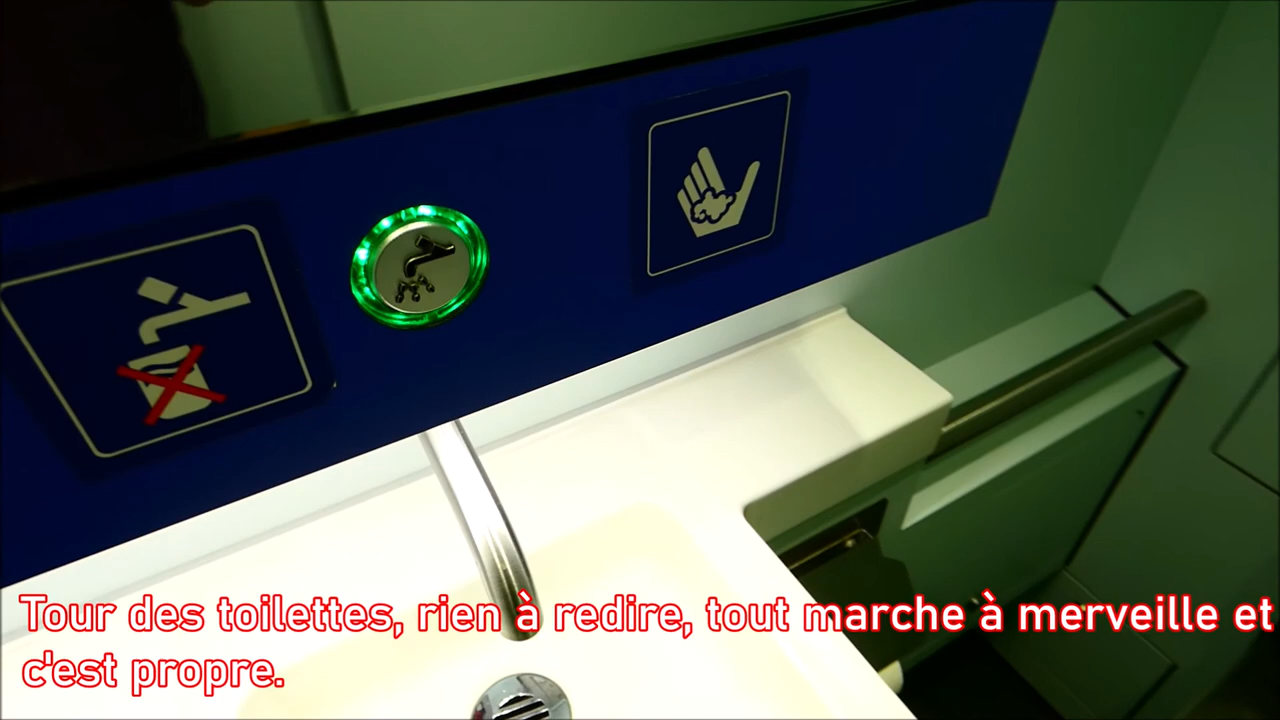 Tour des toilettes, rien à redire, tout marche à merveille et
c'est propre.